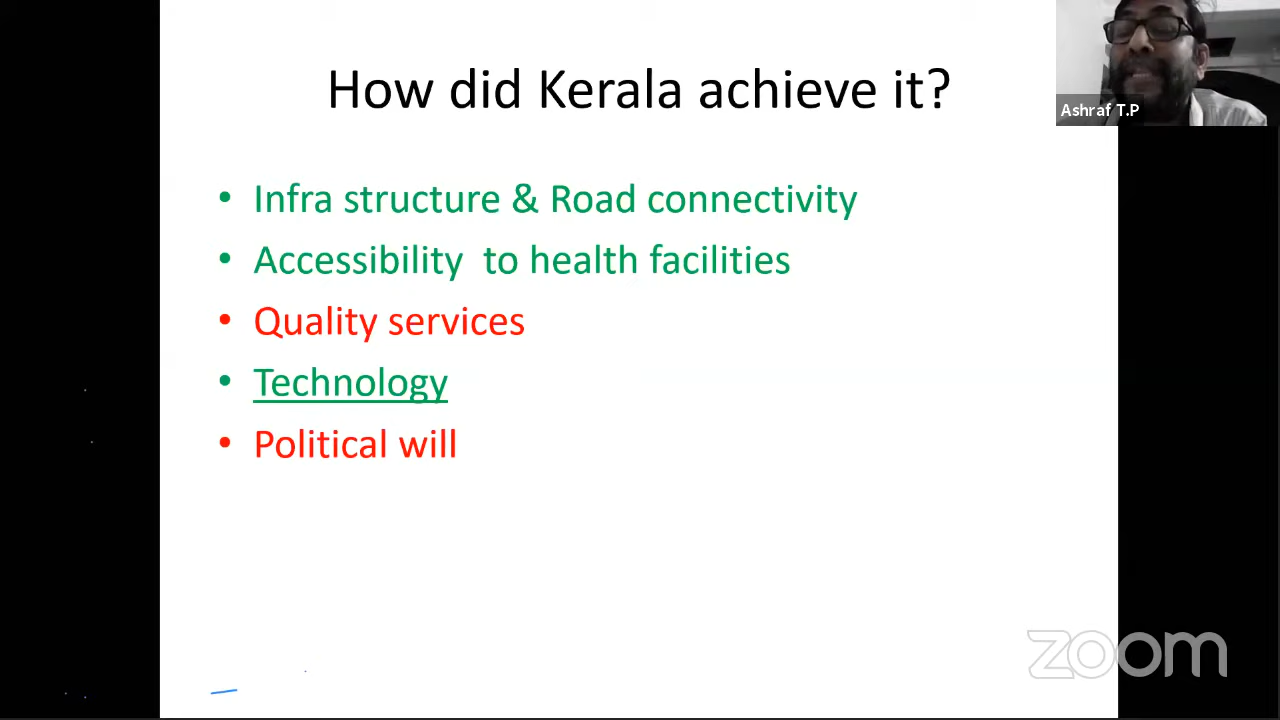 How did Kerala achieve it?
Ashraf T.P
• Infra structure & Road connectivity
• Accessibility to health facilities
• Quality services
• Technology
• Political will
zoom